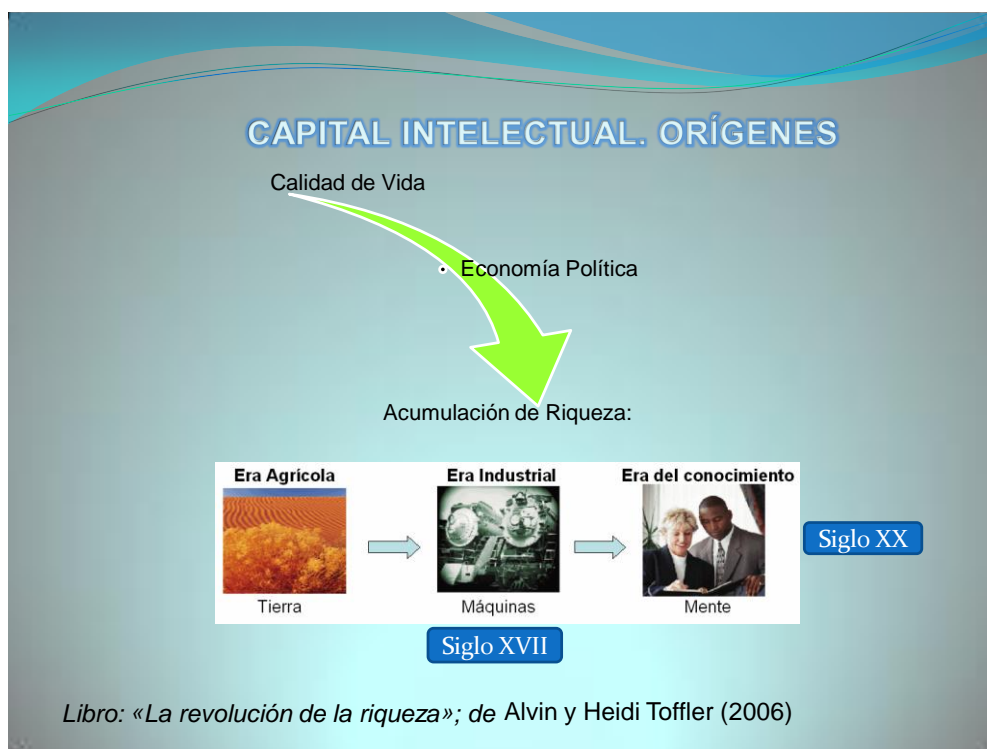 CAPITAL INTELECTUAL. ORÍGENES
Calidad de Vida
• Economía Política
Acumulación de Riqueza:
Era Agrícola Era Industrial Era del conocimiento
Siglo XX
Tierra Máquinas Mente
Siglo XVII
Libro: «La revolución de la riqueza»; de Alvin y Heidi Toffler (2006)